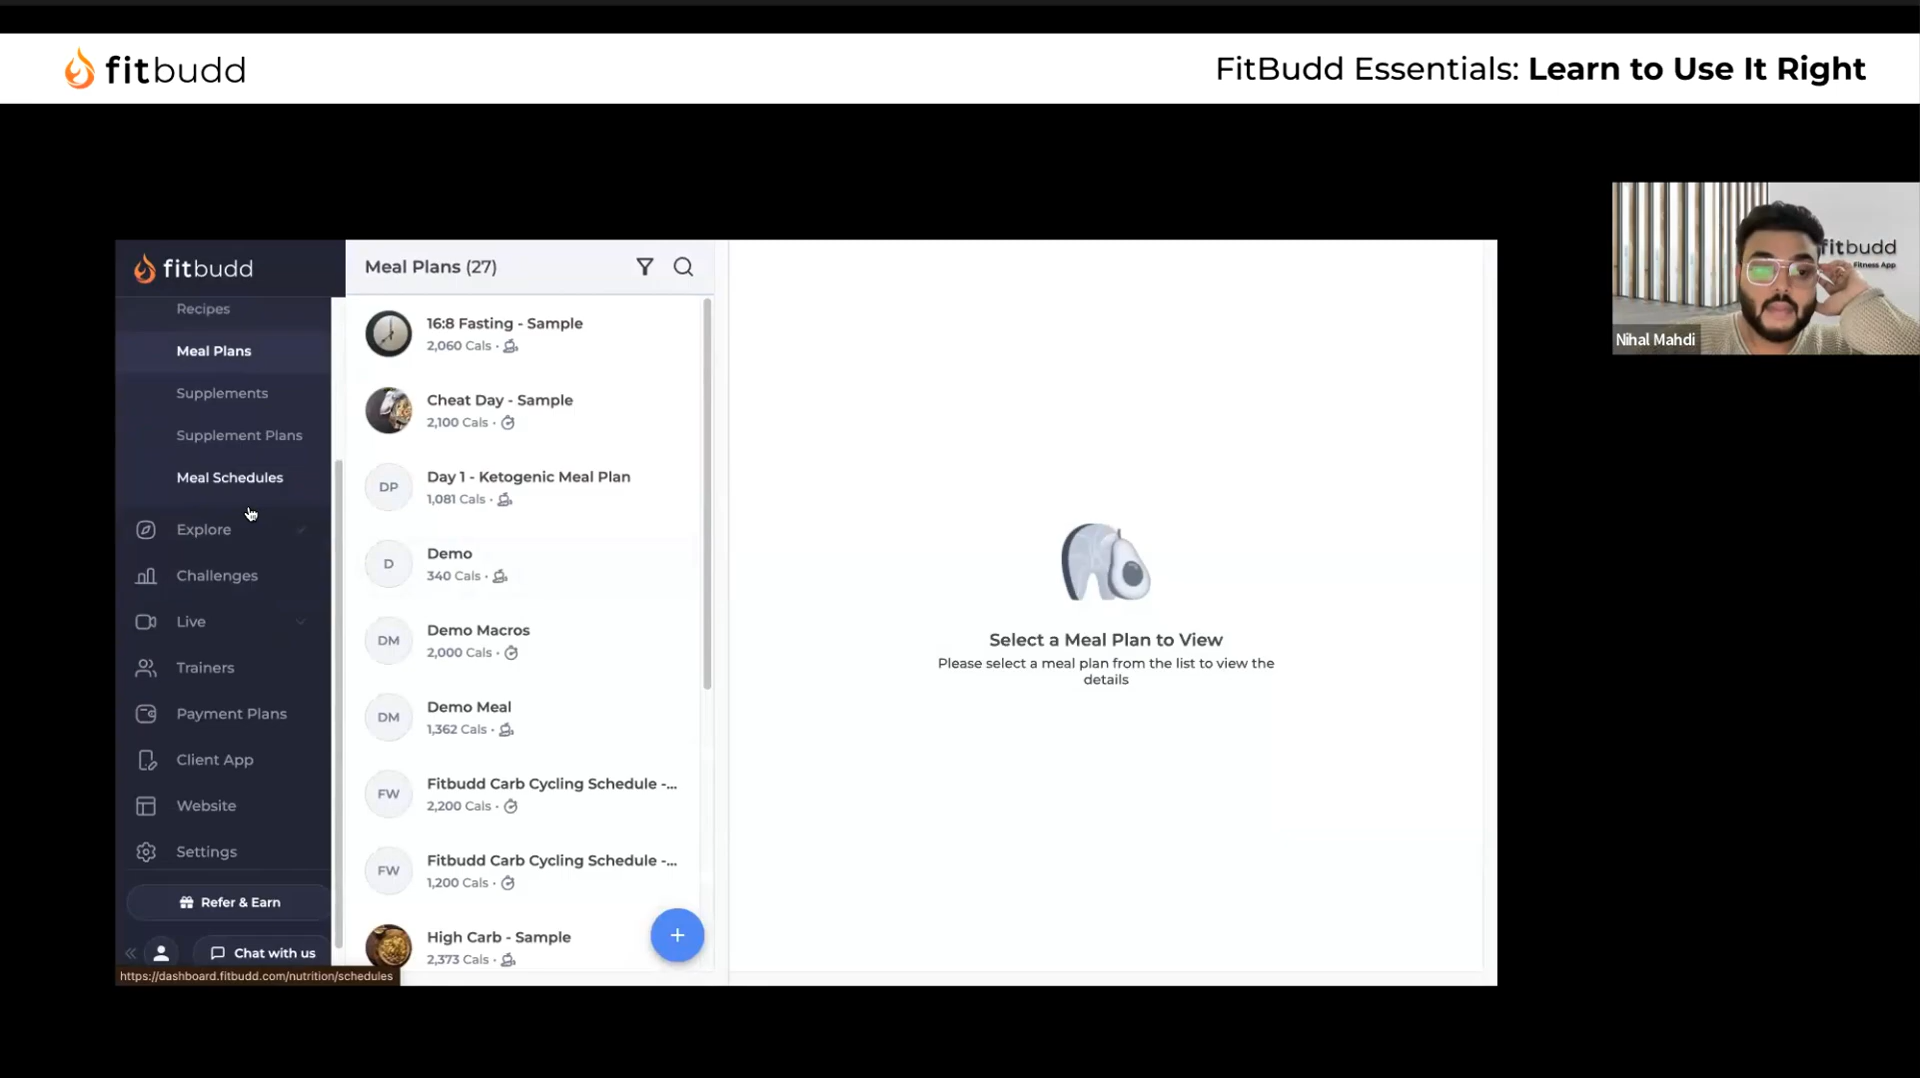 fitbudd
FitBudd Essentials: Learn to Use It Right
fitbudd
Fitness App
Nihal Mahdi
fitbudd
Recipes
Meal Plans
Supplements
Supplement Plans
Meal Schedules
Explore
Challenges
Live
Trainers
Payment Plans
Client App
Website
Settings
Refer & Earn
Chat with us
https://dashboard.fitbudd.com/nutrition/schedules
Meal Plans (27)
16:8 Fasting - Sample
2,060 Cals •
Cheat Day - Sample
2,100 Cals •
DP
Day 1 - Ketogenic Meal Plan
1,081 Cals •
D
Demo
340 Cals •
DM
Demo Macros
2,000 Cals •
DM
Demo Meal
1,362 Cals •
FW
Fitbudd Carb Cycling Schedule -...
2,200 Cals •
FW
Fitbudd Carb Cycling Schedule -...
1,200 Cals •
High Carb - Sample
2,373 Cals •
+
Select a Meal Plan to View
Please select a meal plan from the list to view the
details